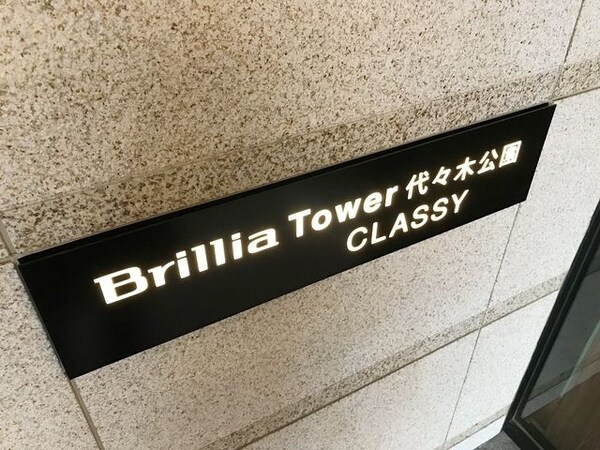 Brillia Tower 代々木公園
CLASSY